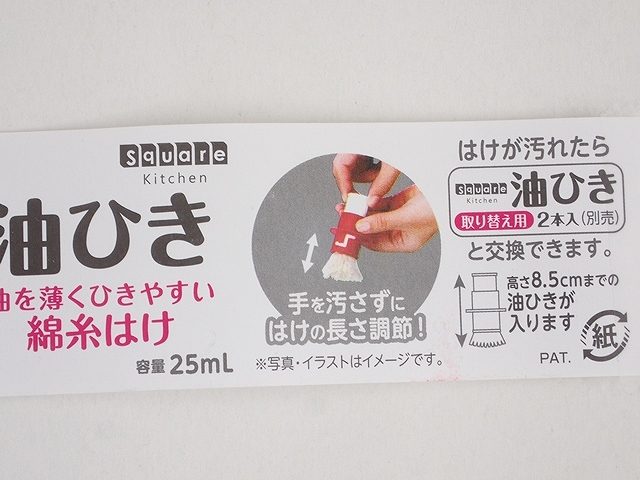 square
Kitchen
油ひき
油を薄くひきやすい
綿糸はけ
容量 25mL
手を汚さずに
はけの長さ調節!
※写真・イラストはイメージです。
はけが汚れたら
square
Kitchen
油ひき
取り替え用 2本入(別売)
と交換できます。
高さ8.5cmまでの
油ひきが
入ります
PAT.
紙